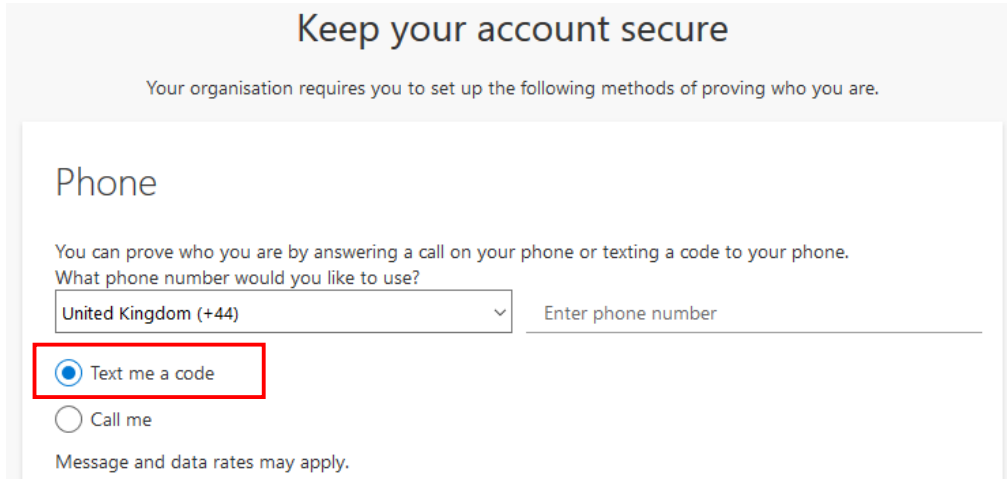 Keep your account secure
Your organisation requires you to set up the following methods of proving who you are.
Phone
You can prove who you are by answering a call on your phone or texting a code to your phone.
What phone number would you like to use?
United Kingdom (+44)
Enter phone number
Text me a code
Call me
Message and data rates may apply.